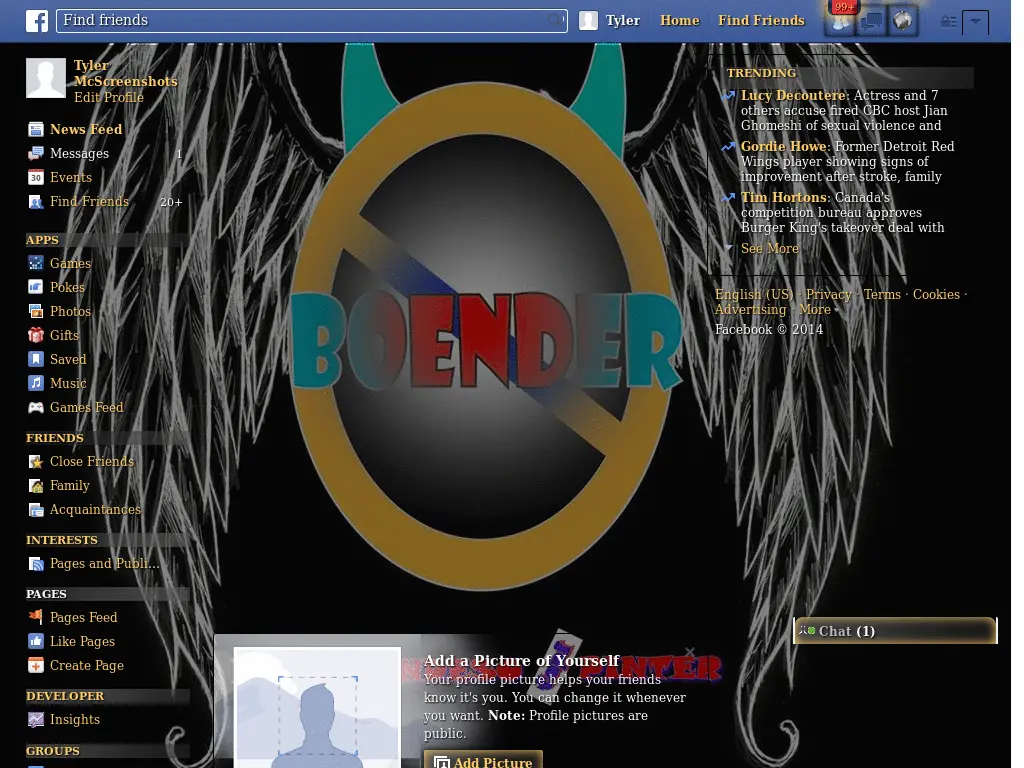 Find friends
Tyler
Home
Find Friends
99+
Tyler
McScreenshots
Edit Profile
News Feed
Messages 1
30 Events
Find Friends 20+
APPS
Games
Pokes
Photos
Gifts
Saved
Music
Games Feed
FRIENDS
Close Friends
Family
Acquaintances
INTERESTS
Pages and Publi...
PAGES
Pages Feed
Like Pages
Create Page
DEVELOPER
Insights
GROUPS
BOENDER
Add a Picture of Yourself
Your profile picture helps your friends
know it's you. You can change it whenever
you want. Note: Profile pictures are
public.
Add Picture
TRENDING
Lucy Decoutere: Actress and 7
others accuse fired CBC host Jian
Ghomeshi of sexual violence and
Gordie Howe: Former Detroit Red
Wings player showing signs of
improvement after stroke, family
Tim Hortons: Canada's
competition bureau approves
Burger King's takeover deal with
See More
English (US) · Privacy · Terms · Cookies ·
Advertising · More
Facebook © 2014
Chat (1)